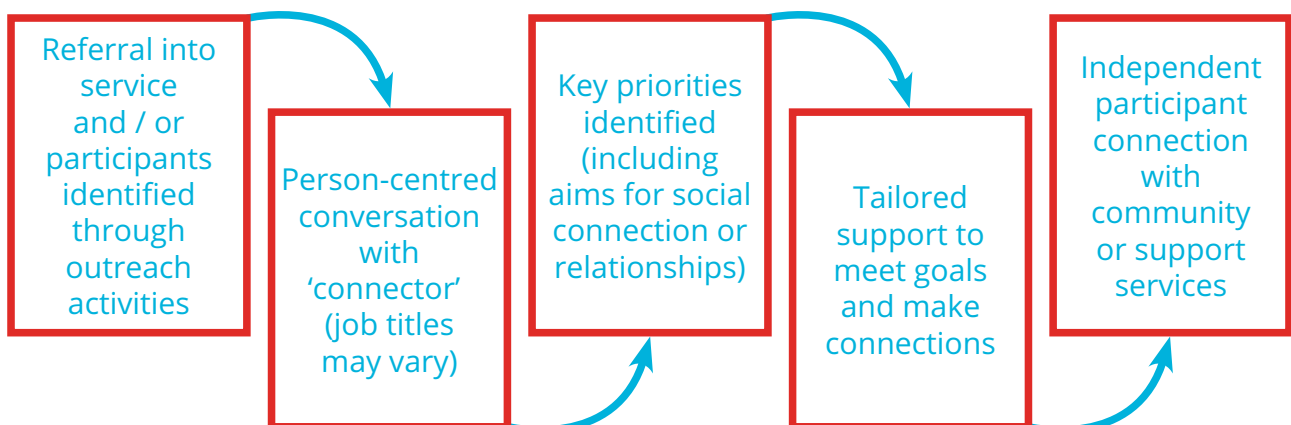 Referral into
service
and / or
participants
identified
through
outreach
activities
Person-centred
conversation
with
‘connector’
(job titles
may vary)
Key priorities
identified
(including
aims for social
connection or
relationships)
Tailored
support to
meet goals
and make
connections
Independent
participant
connection
with
community
or support
services